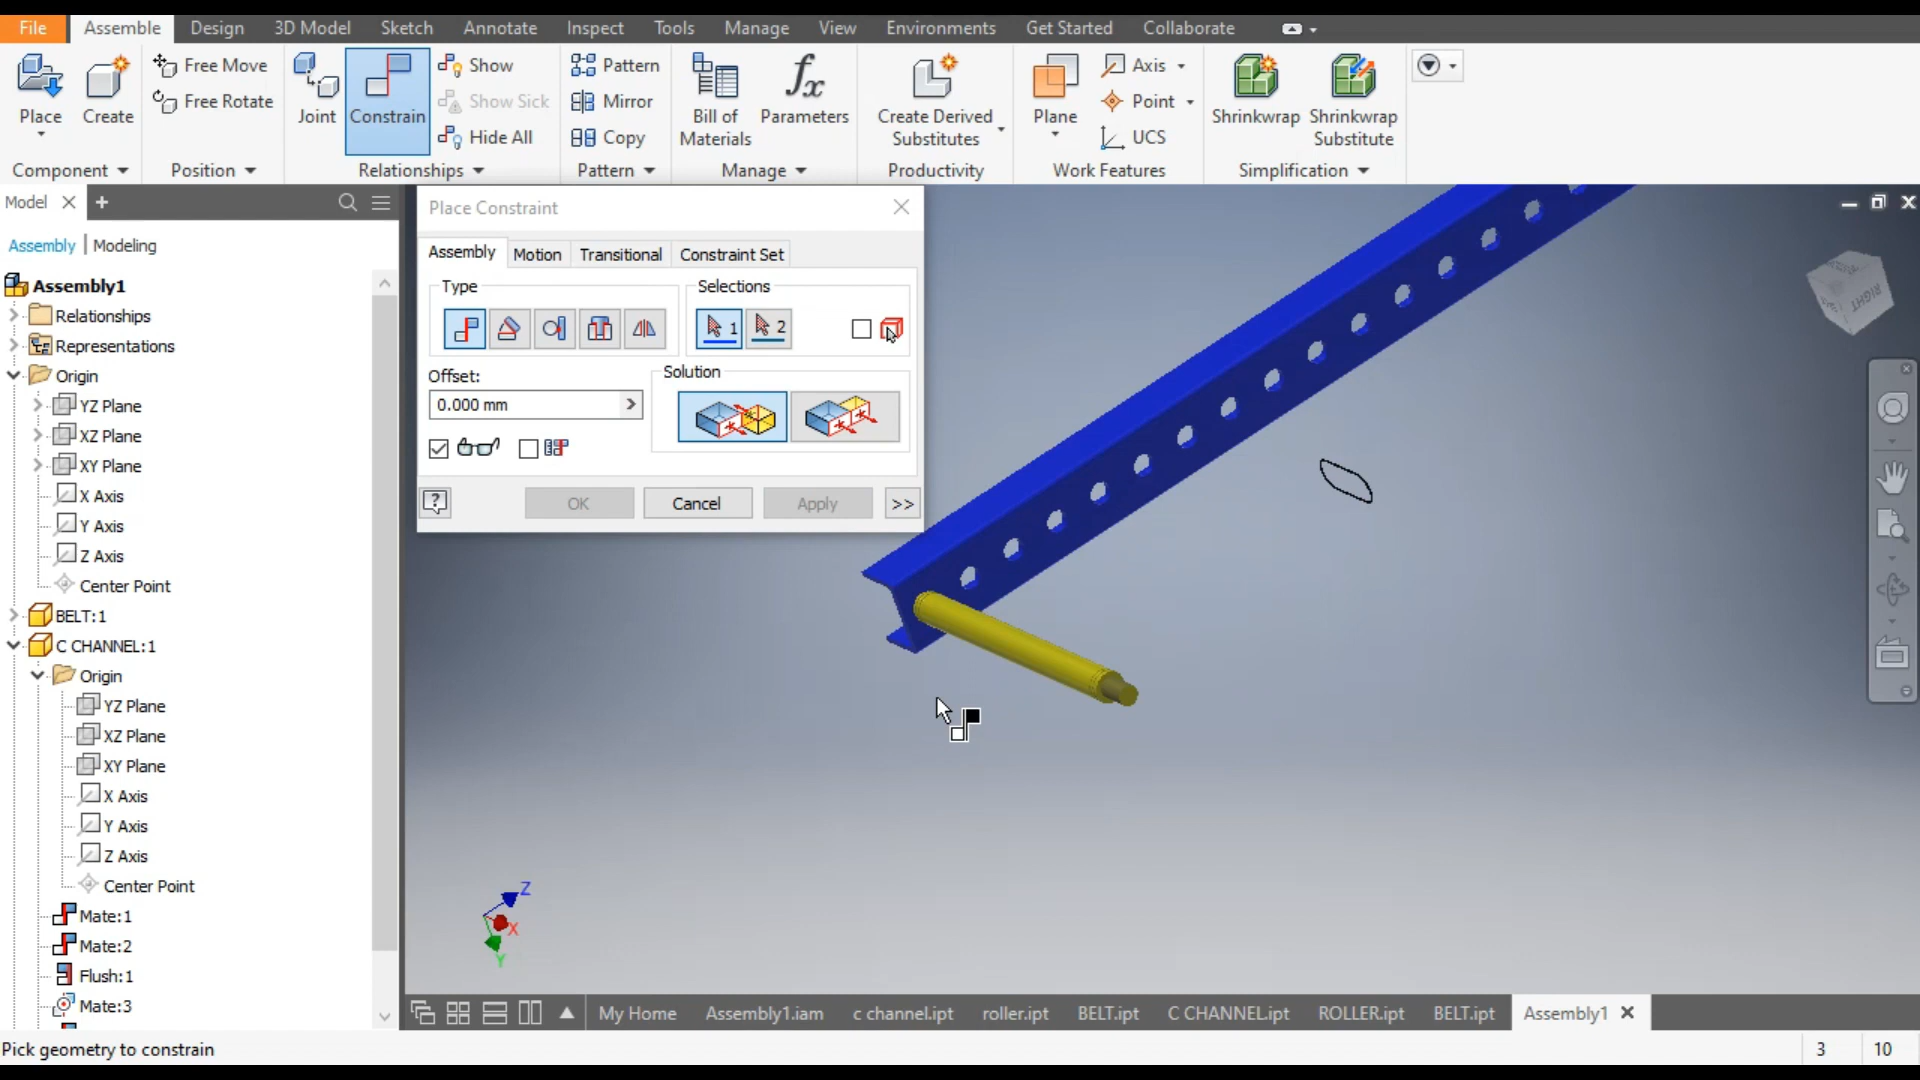 File Assemble Design 3D Model Sketch Annotate Inspect Tools Manage View Environments Get Started Collaborate
Place
Create
Free Move
Free Rotate
Joint
Constrain
Show
Show Sick
Hide All
Pattern
Mirror
Copy
Bill of
Materials
fx
Parameters
Create Derived
Substitutes
Plane
Axis
Point
UCS
Shrinkwrap
Shrinkwrap
Substitute
Component Position Relationships Pattern Manage Productivity Work Features Simplification
Model
Assembly Modeling
Assembly1
Relationships
Representations
Origin
YZ Plane
XZ Plane
XY Plane
X Axis
Y Axis
Z Axis
Center Point
BELT:1
C CHANNEL:1
Origin
YZ Plane
XZ Plane
XY Plane
X Axis
Y Axis
Z Axis
Center Point
Mate:1
Mate:2
Flush:1
Mate:3
Place Constraint
Assembly Motion Transitional Constraint Set
Type
Selections
1
2
Offset:
0.000 mm
Solution
OK
Cancel
Apply
>>
RIGHT
Z
X
Y
My Home Assembly1.iam c channel.ipt roller.ipt BELT.ipt C CHANNEL.ipt ROLLER.ipt BELT.ipt Assembly1
Pick geometry to constrain
3 10